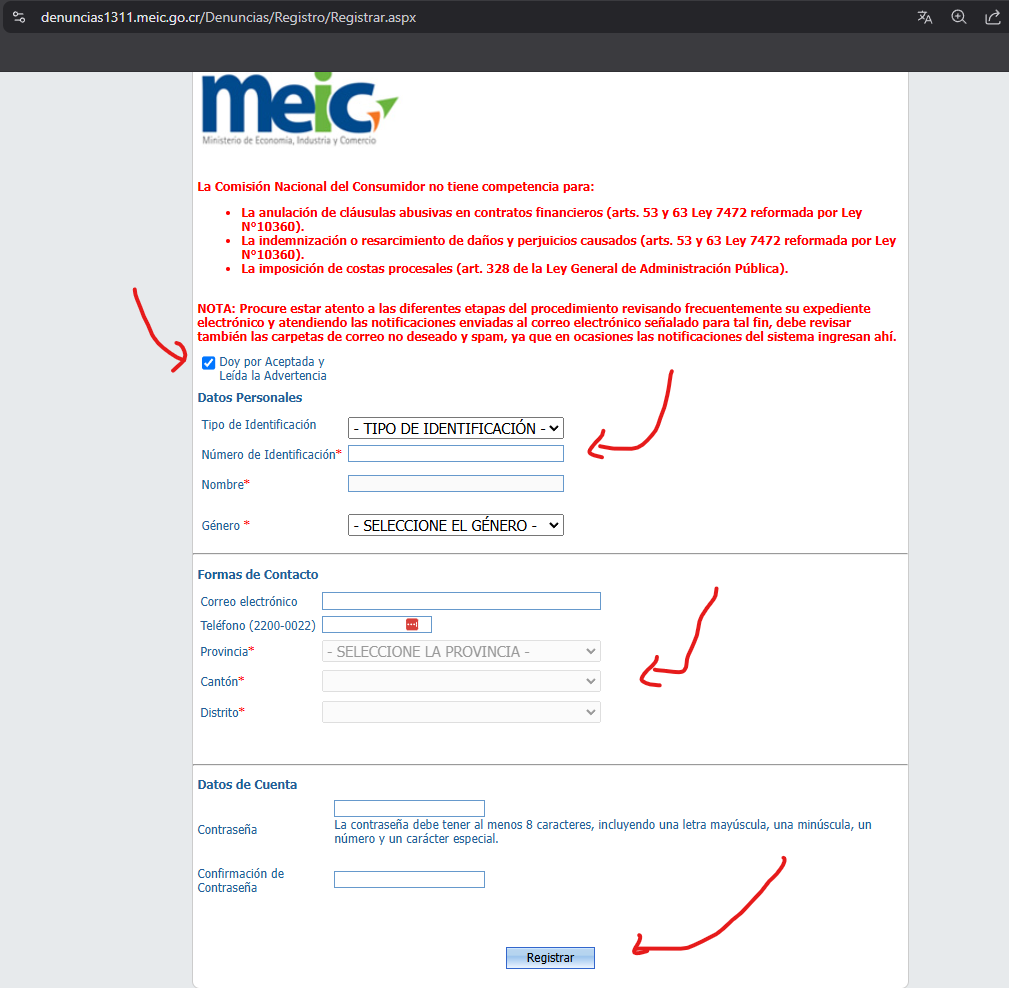 denuncias1311.meic.go.cr/Denuncias/Registro/Registrar.aspx
meic
Ministerio de Economía, Industria y Comercio
La Comisión Nacional del Consumidor no tiene competencia para:
• La anulación de cláusulas abusivas en contratos financieros (arts. 53 y 63 Ley 7472 reformada por Ley
N°10360).
• La indemnización o resarcimiento de daños y perjuicios causados (arts. 53 y 63 Ley 7472 reformada por Ley
N°10360).
• La imposición de costas procesales (art. 328 de la Ley General de Administración Pública).
NOTA: Procure estar atento a las diferentes etapas del procedimiento revisando frecuentemente su expediente
electrónico y atendiendo las notificaciones enviadas al correo electrónico señalado para tal fin, debe revisar
también las carpetas de correo no deseado y spam, ya que en ocasiones las notificaciones del sistema ingresan ahí.
Doy por Aceptada y
Leída la Advertencia
Datos Personales
Tipo de Identificación
- TIPO DE IDENTIFICACIÓN -
Número de Identificación*
Nombre*
Género *
- SELECCIONE EL GÉNERO -
Formas de Contacto
Correo electrónico
Teléfono (2200-0022)
Provincia*
- SELECCIONE LA PROVINCIA -
Cantón*
Distrito*
Datos de Cuenta
Contraseña
La contraseña debe tener al menos 8 caracteres, incluyendo una letra mayúscula, una minúscula, un
número y un carácter especial.
Confirmación de
Contraseña
Registrar